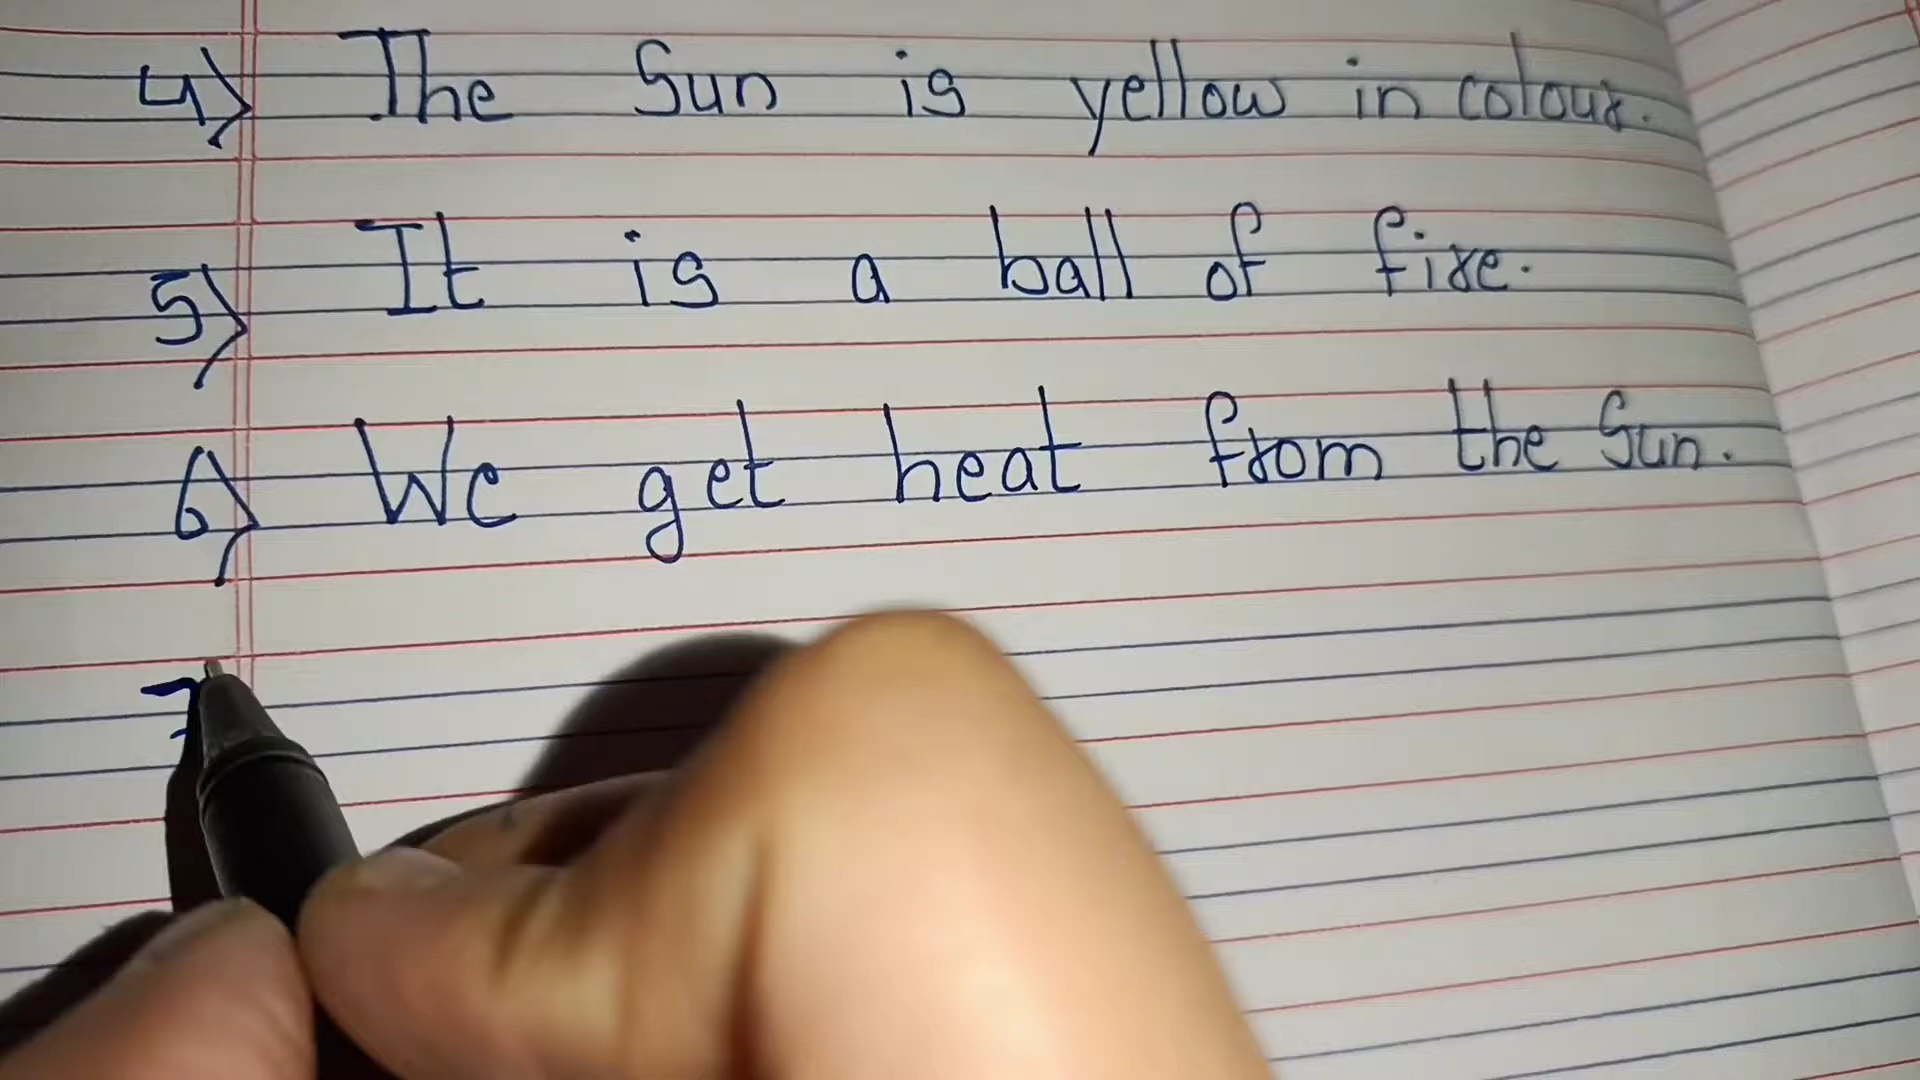 4) The Sun is yellow in colour.
5) It is a ball of fire.
6) We get heat from the Sun.
7